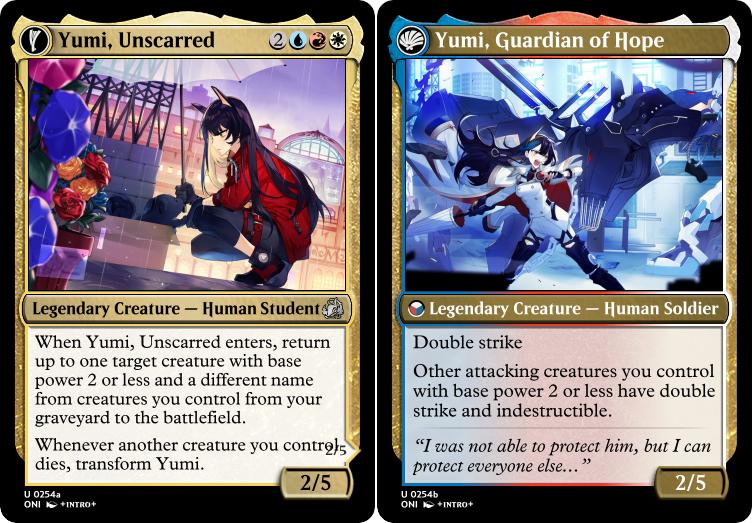 Yumi, Unscarred
2
Legendary Creature — Human Student
When Yumi, Unscarred enters, return
up to one target creature with base
power 2 or less and a different name
from creatures you control from your
graveyard to the battlefield.
Whenever another creature you control
dies, transform Yumi.
2/5
2/5
U 0254a
ONI +INTRO+
Yumi, Guardian of Hope
Legendary Creature — Human Soldier
Double strike
Other attacking creatures you control
with base power 2 or less have double
strike and indestructible.
“I was not able to protect him, but I can
protect everyone else…”
2/5
U 0254b
ONI +INTRO+